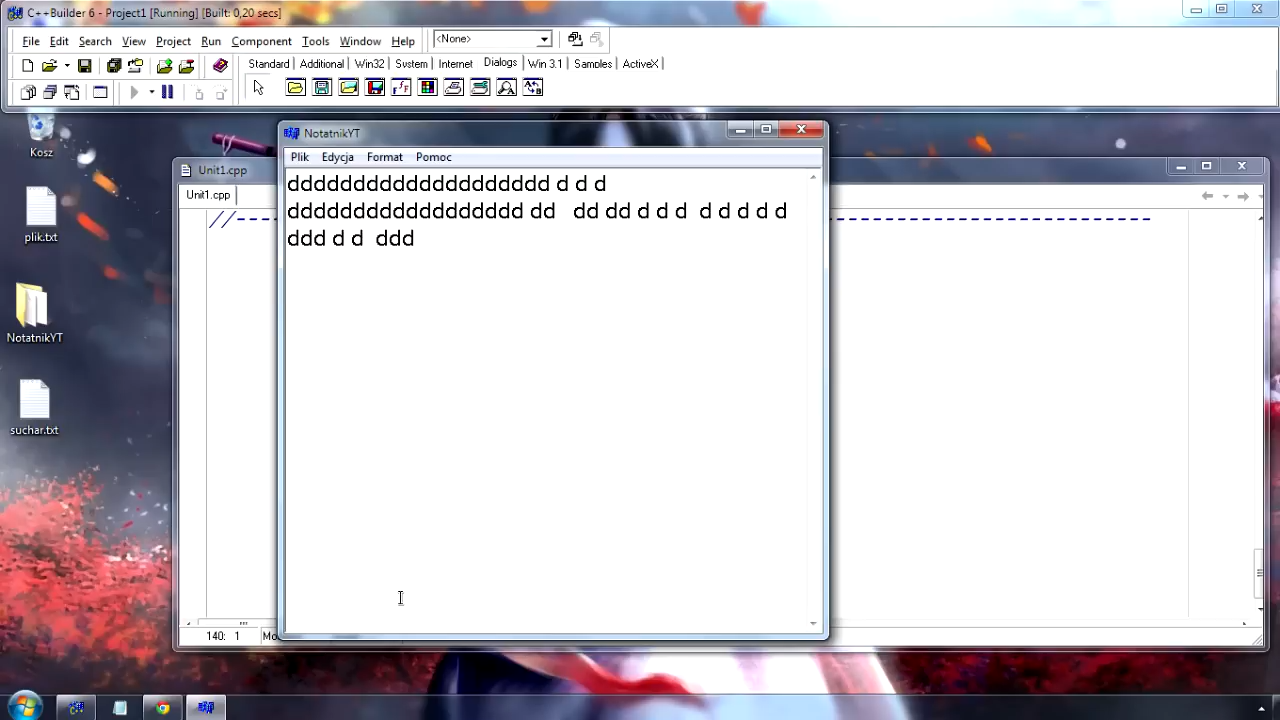 C++Builder 6 - Project1 [Running] [Built: 0,20 secs]
File Edit Search View Project Run Component Tools Window Help <None>
Standard Additional Win32 System Internet Dialogs Win 3.1 Samples ActiveX
Kosz
plik.txt
NotatnikYT
suchar.txt
Unit1.cpp
Unit1.cpp
NotatnikYT
Plik Edycja Format Pomoc
dddddddddddddddddddd d d d
dddddddddddddddddd dd   dd dd d d d  d d d d d
ddd d d  ddd
140: 1